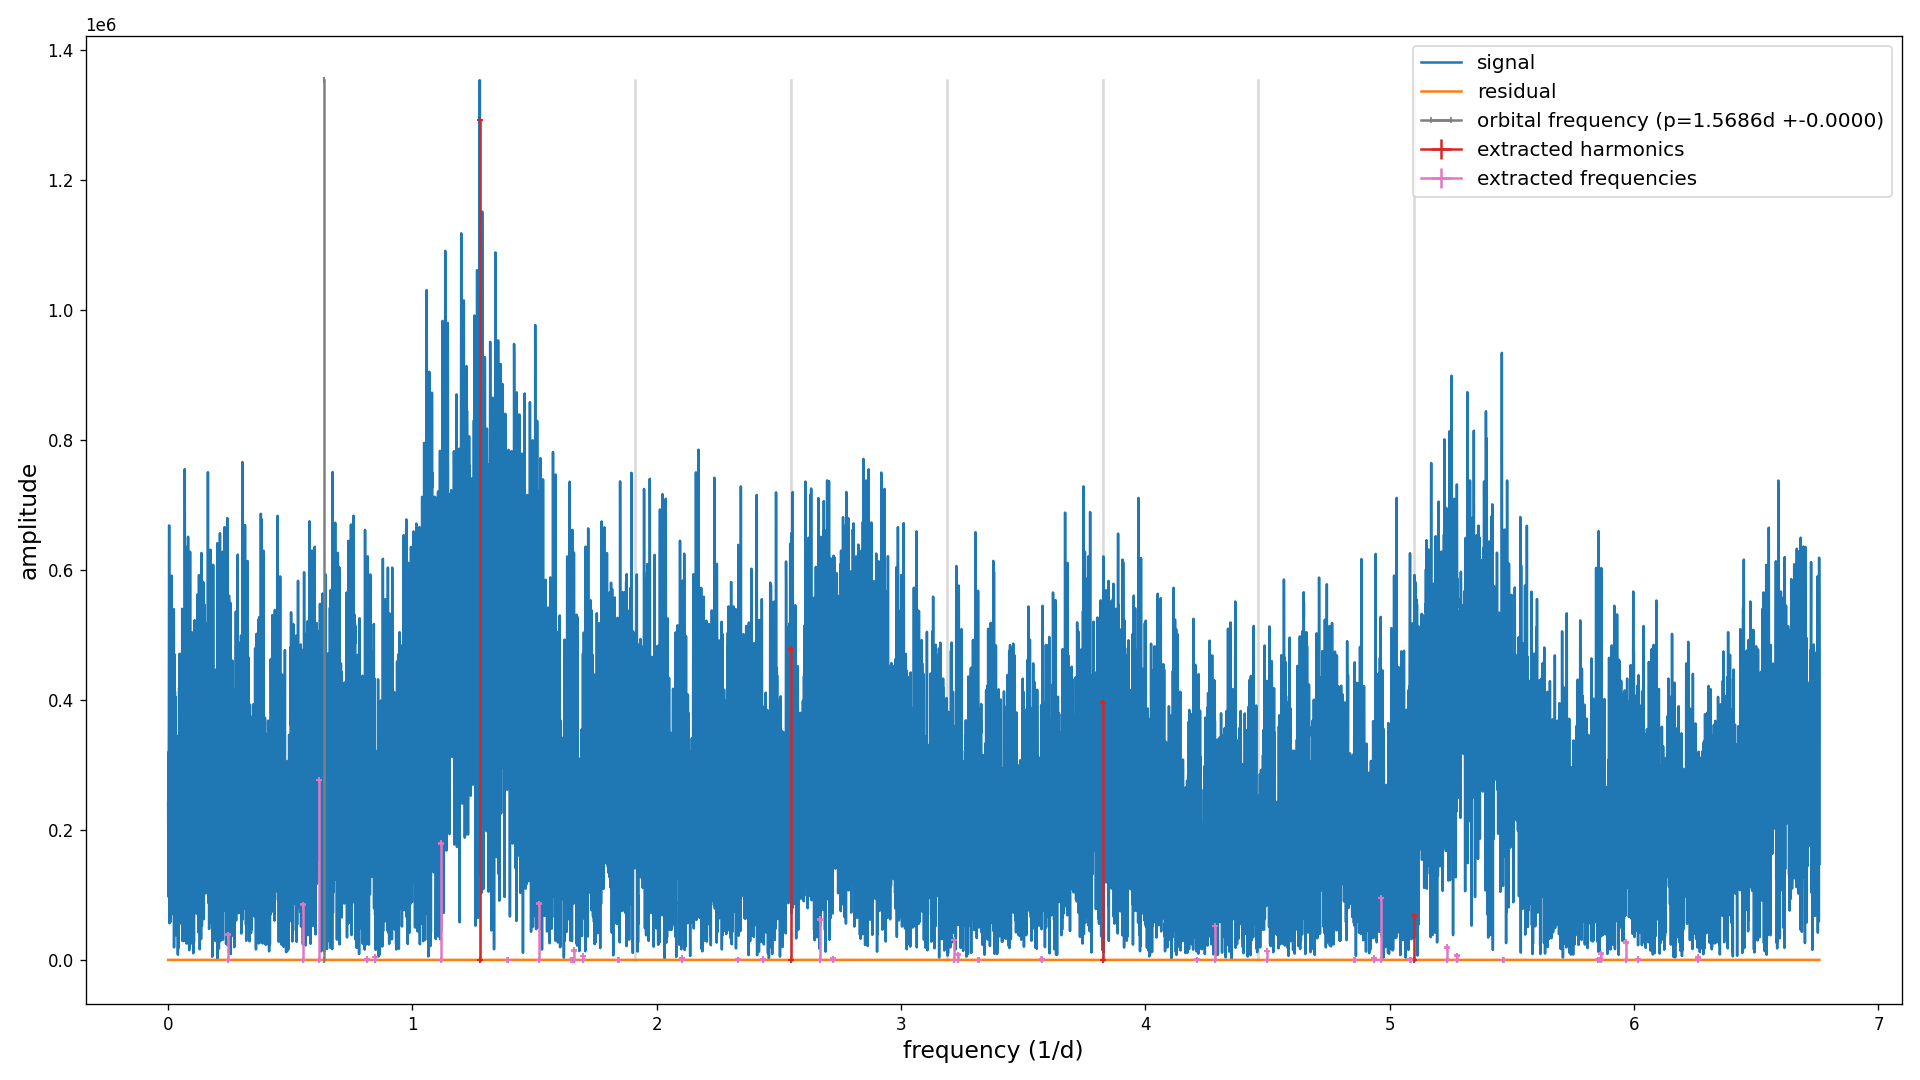 1e6
1.4
1.2
1.0
0.8
0.6
0.4
0.2
0.0
amplitude
signal
residual
orbital frequency (p=1.5686d +-0.0000)
extracted harmonics
extracted frequencies
0 1 2 3 4 5 6 7
frequency (1/d)